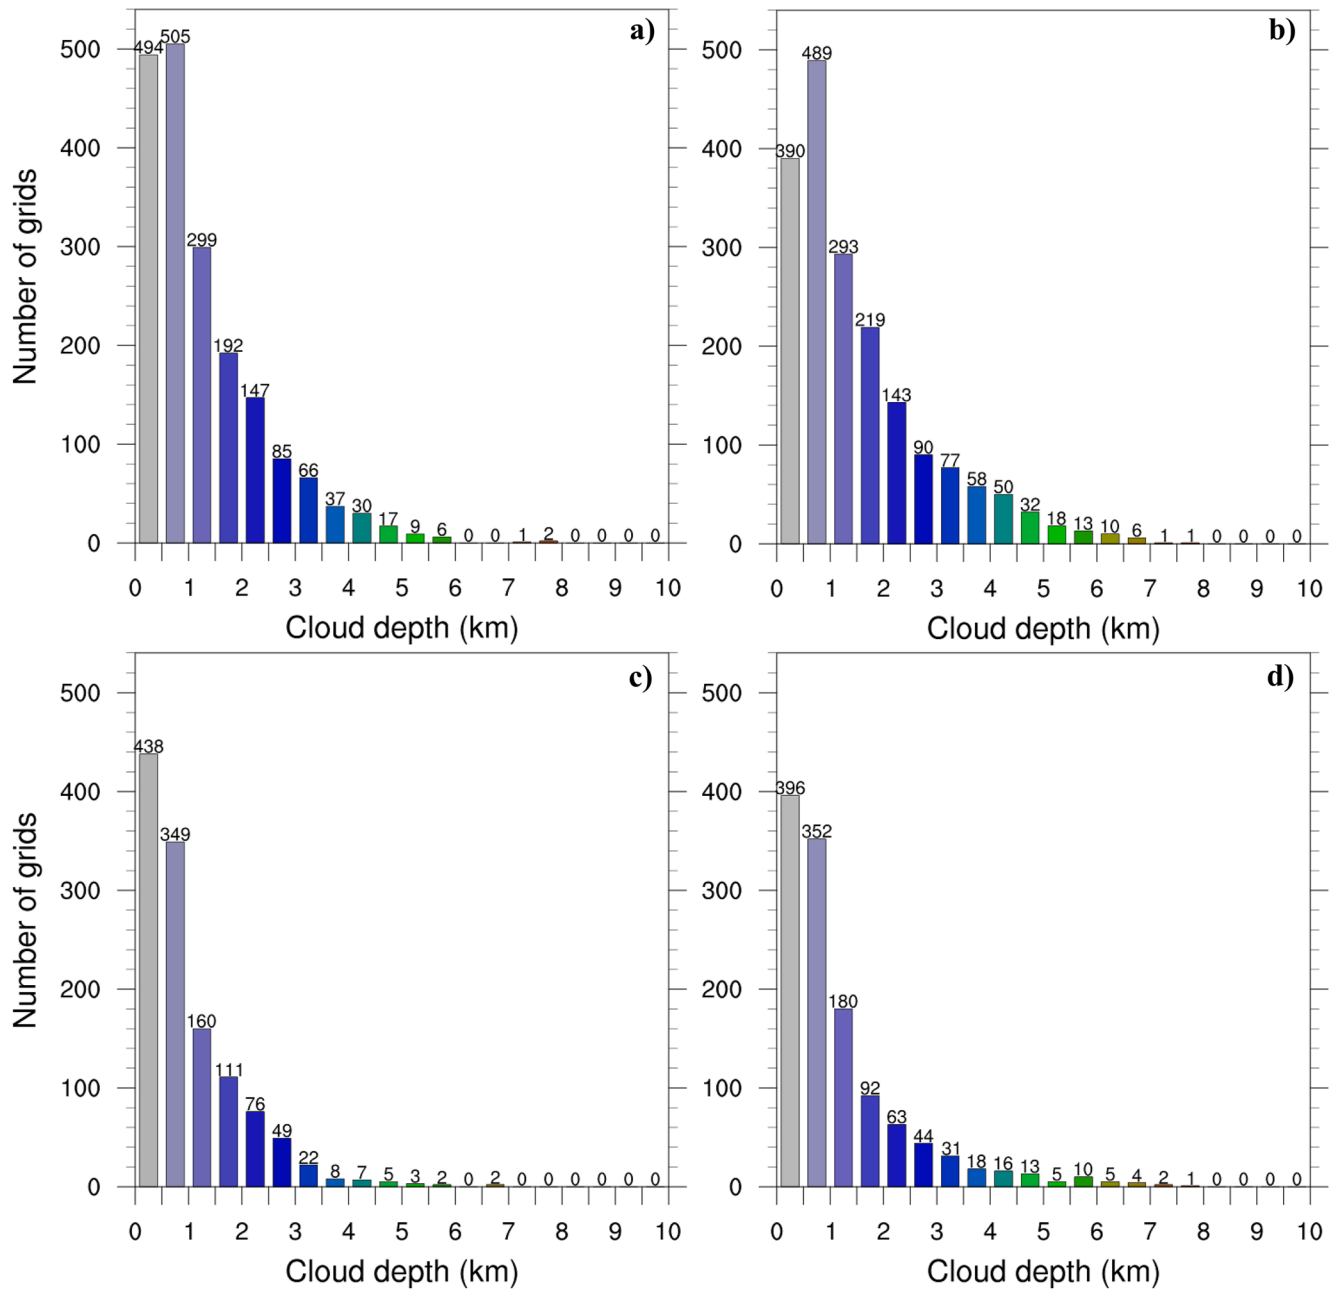 a)
500
400
300
200
100
0
494 505 299 192 147 85 66 37 30 17 9 6 0 0 1 2 0 0 0 0
0 1 2 3 4 5 6 7 8 9 10
Number of grids
Cloud depth (km)
b)
500
400
300
200
100
0
390 489 293 219 143 90 77 58 50 32 18 13 10 6 1 1 0 0 0 0
0 1 2 3 4 5 6 7 8 9 10
Cloud depth (km)
c)
500
400
300
200
100
0
438 349 160 111 76 49 22 8 7 5 3 2 0 2 0 0 0 0 0 0
0 1 2 3 4 5 6 7 8 9 10
Number of grids
Cloud depth (km)
d)
500
400
300
200
100
0
396 352 180 92 63 44 31 18 16 13 5 10 5 4 2 1 0 0 0 0
0 1 2 3 4 5 6 7 8 9 10
Cloud depth (km)